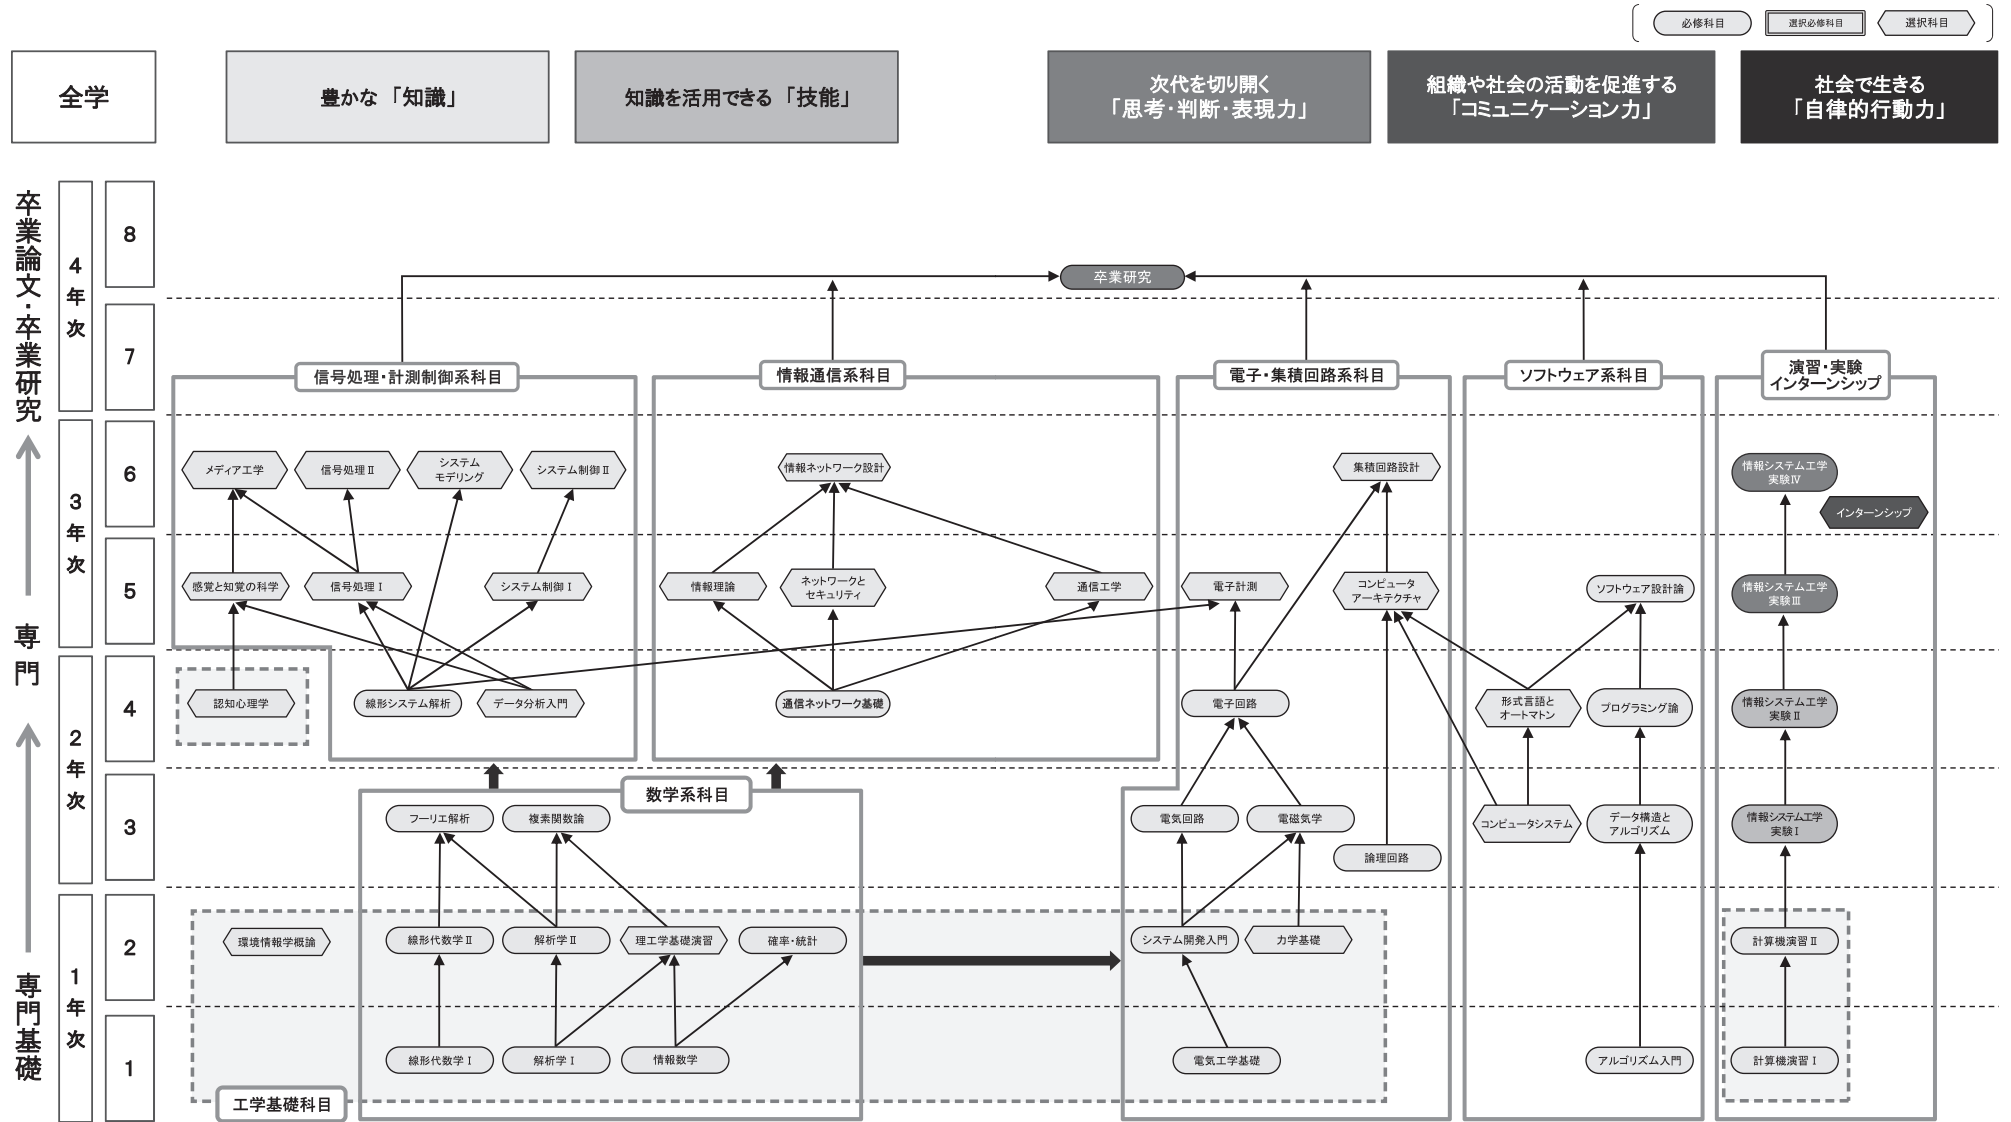 必修科目
選択必修科目
選択科目
全学
豊かな「知識」
知識を活用できる「技能」
次代を切り開く
「思考・判断・表現力」
組織や社会の活動を促進する
「コミュニケーション力」
社会で生きる
「自律的行動力」
卒業論文・卒業研究
専門
専門基礎
4年次
3年次
2年次
1年次
8
7
6
5
4
3
2
1
卒業研究
信号処理・計測制御系科目
情報通信系科目
電子・集積回路系科目
ソフトウェア系科目
演習・実験
インターンシップ
メディア工学
信号処理Ⅱ
システム
モデリング
システム制御Ⅱ
情報ネットワーク設計
集積回路設計
情報システム工学
実験Ⅳ
インターンシップ
感覚と知覚の科学
信号処理Ⅰ
システム制御Ⅰ
情報理論
ネットワークと
セキュリティ
通信工学
電子計測
コンピュータ
アーキテクチャ
ソフトウェア設計論
情報システム工学
実験Ⅲ
認知心理学
線形システム解析
データ分析入門
通信ネットワーク基礎
電子回路
形式言語と
オートマトン
プログラミング論
情報システム工学
実験Ⅱ
数学系科目
フーリエ解析
複素関数論
電気回路
電磁気学
論理回路
コンピュータシステム
データ構造と
アルゴリズム
情報システム工学
実験Ⅰ
環境情報学概論
線形代数学Ⅱ
解析学Ⅱ
理工学基礎演習
確率・統計
システム開発入門
力学基礎
計算機演習Ⅱ
線形代数学Ⅰ
解析学Ⅰ
情報数学
電気工学基礎
アルゴリズム入門
計算機演習Ⅰ
工学基礎科目